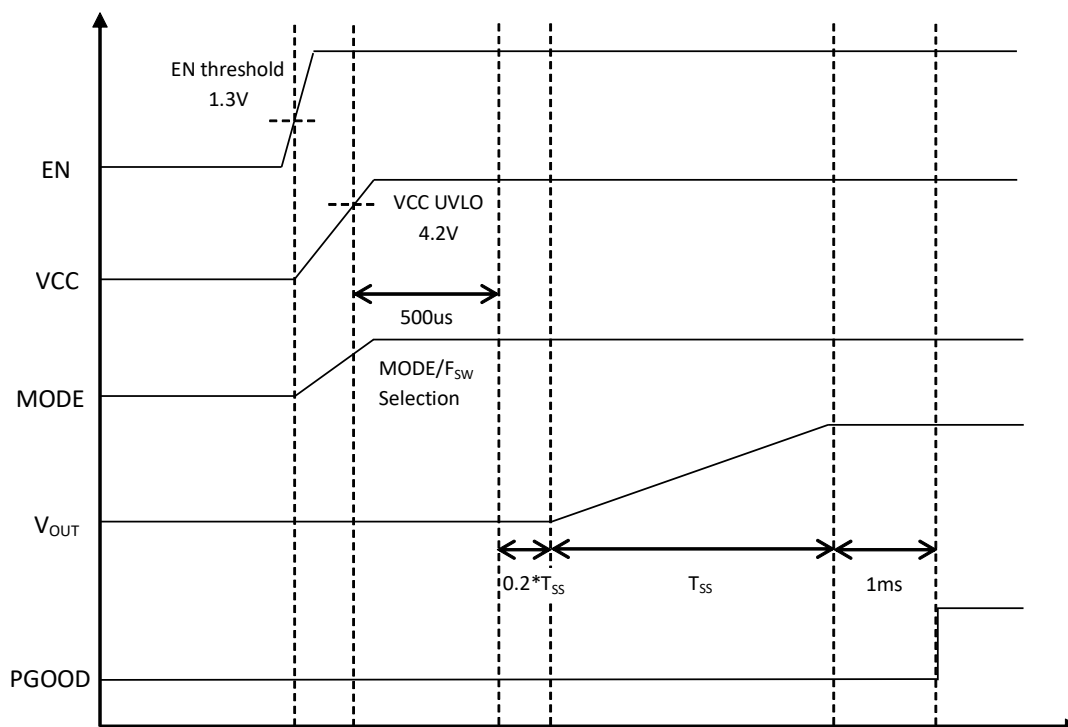 EN threshold
1.3V
EN
VCC UVLO
4.2V
VCC
500us
MODE/FSW
Selection
MODE
VOUT
0.2*TSS
TSS
1ms
PGOOD